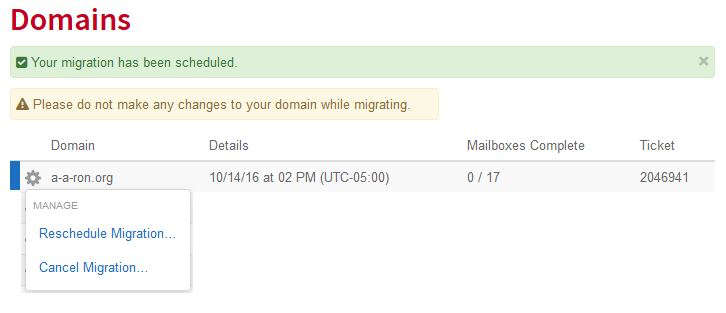 Domains
Your migration has been scheduled.
×
Please do not make any changes to your domain while migrating.
Domain Details Mailboxes Complete Ticket
a-a-ron.org 10/14/16 at 02 PM (UTC-05:00) 0 / 17 2046941
MANAGE
Reschedule Migration…
Cancel Migration…